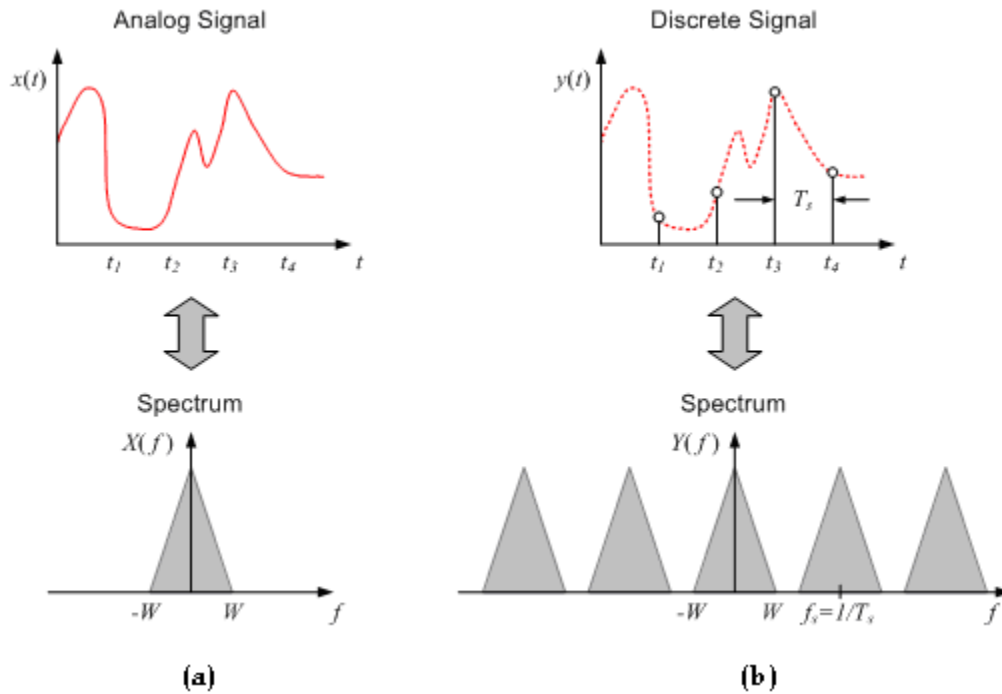 Analog Signal
Discrete Signal
x(t)
y(t)
T_s
t_1 t_2 t_3 t_4 t
t_1 t_2 t_3 t_4 t
Spectrum
Spectrum
X(f)
Y(f)
-W W f
-W W f_s=1/T_s f
(a)
(b)